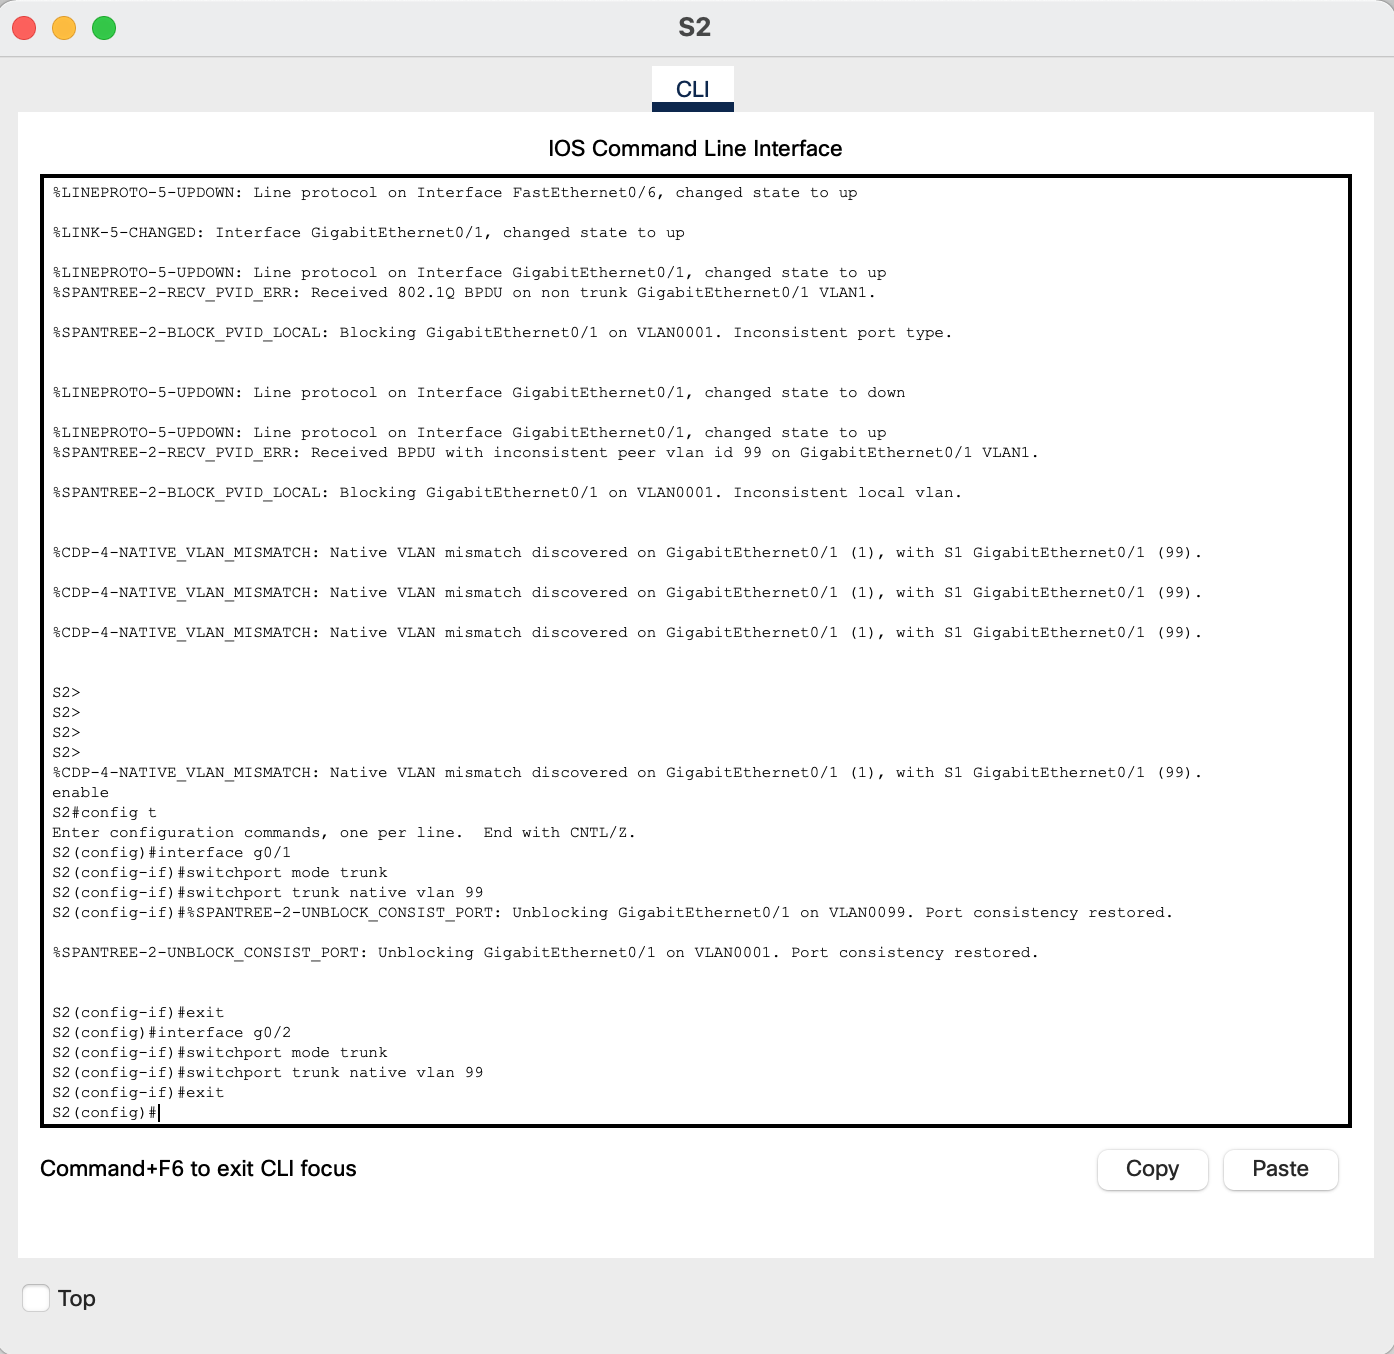 S2
CLI
IOS Command Line Interface
%LINEPROTO-5-UPDOWN: Line protocol on Interface FastEthernet0/6, changed state to up
%LINK-5-CHANGED: Interface GigabitEthernet0/1, changed state to up
%LINEPROTO-5-UPDOWN: Line protocol on Interface GigabitEthernet0/1, changed state to up
%SPANTREE-2-RECV_PVID_ERR: Received 802.1Q BPDU on non trunk GigabitEthernet0/1 VLAN1.
%SPANTREE-2-BLOCK_PVID_LOCAL: Blocking GigabitEthernet0/1 on VLAN0001. Inconsistent port type.
%LINEPROTO-5-UPDOWN: Line protocol on Interface GigabitEthernet0/1, changed state to down
%LINEPROTO-5-UPDOWN: Line protocol on Interface GigabitEthernet0/1, changed state to up
%SPANTREE-2-RECV_PVID_ERR: Received BPDU with inconsistent peer vlan id 99 on GigabitEthernet0/1 VLAN1.
%SPANTREE-2-BLOCK_PVID_LOCAL: Blocking GigabitEthernet0/1 on VLAN0001. Inconsistent local vlan.
%CDP-4-NATIVE_VLAN_MISMATCH: Native VLAN mismatch discovered on GigabitEthernet0/1 (1), with S1 GigabitEthernet0/1 (99).
%CDP-4-NATIVE_VLAN_MISMATCH: Native VLAN mismatch discovered on GigabitEthernet0/1 (1), with S1 GigabitEthernet0/1 (99).
%CDP-4-NATIVE_VLAN_MISMATCH: Native VLAN mismatch discovered on GigabitEthernet0/1 (1), with S1 GigabitEthernet0/1 (99).
S2>
S2>
S2>
S2>
%CDP-4-NATIVE_VLAN_MISMATCH: Native VLAN mismatch discovered on GigabitEthernet0/1 (1), with S1 GigabitEthernet0/1 (99).
enable
S2#config t
Enter configuration commands, one per line.  End with CNTL/Z.
S2(config)#interface g0/1
S2(config-if)#switchport mode trunk
S2(config-if)#switchport trunk native vlan 99
S2(config-if)#%SPANTREE-2-UNBLOCK_CONSIST_PORT: Unblocking GigabitEthernet0/1 on VLAN0099. Port consistency restored.
%SPANTREE-2-UNBLOCK_CONSIST_PORT: Unblocking GigabitEthernet0/1 on VLAN0001. Port consistency restored.
S2(config-if)#exit
S2(config)#interface g0/2
S2(config-if)#switchport mode trunk
S2(config-if)#switchport trunk native vlan 99
S2(config-if)#exit
S2(config)#
Command+F6 to exit CLI focus
Copy
Paste
Top